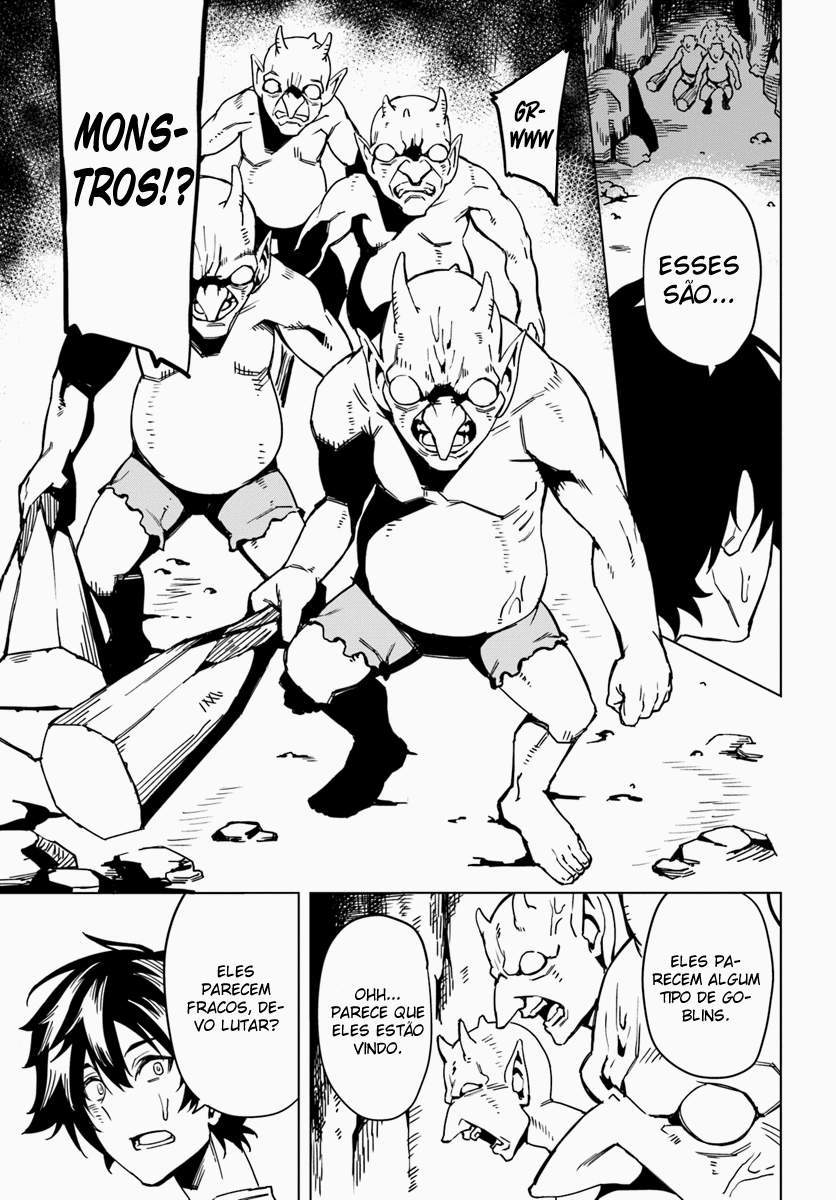 ESSES
SÃO...
GR-
WWW
MONS-
TROS!?
ELES PA-
RECEM ALGUM
TIPO DE GO-
BLINS.
OHH...
PARECE QUE
ELES ESTÃO
VINDO.
ELES
PARECEM
FRACOS, DE-
VO LUTAR?